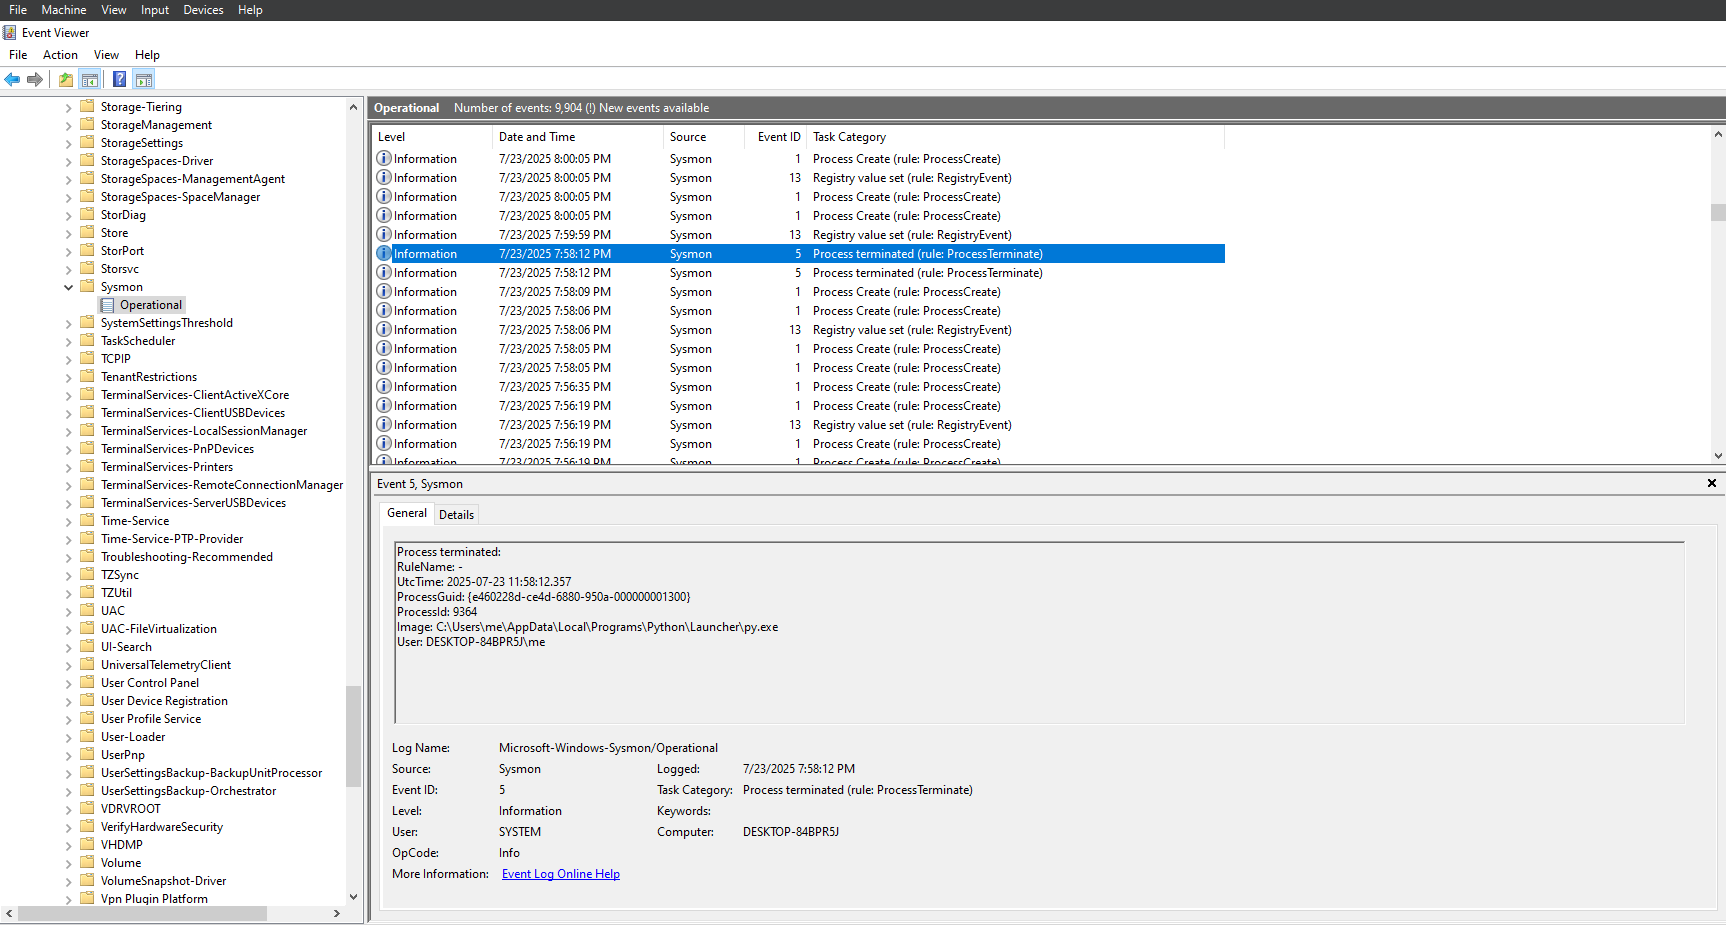 File Machine View Input Devices Help
Event Viewer
File Action View Help
Storage-Tiering
StorageManagement
StorageSettings
StorageSpaces-Driver
StorageSpaces-ManagementAgent
StorageSpaces-SpaceManager
StorDiag
Store
StorPort
Storsvc
Sysmon
Operational
SystemSettingsThreshold
TaskScheduler
TCPIP
TenantRestrictions
TerminalServices-ClientActiveXCore
TerminalServices-ClientUSBDevices
TerminalServices-LocalSessionManager
TerminalServices-PnPDevices
TerminalServices-Printers
TerminalServices-RemoteConnectionManager
TerminalServices-ServerUSBDevices
Time-Service
Time-Service-PTP-Provider
Troubleshooting-Recommended
TZSync
TZUtil
UAC
UAC-FileVirtualization
UI-Search
UniversalTelemetryClient
User Control Panel
User Device Registration
User Profile Service
User-Loader
UserPnp
UserSettingsBackup-BackupUnitProcessor
UserSettingsBackup-Orchestrator
VDRVROOT
VerifyHardwareSecurity
VHDMP
Volume
VolumeSnapshot-Driver
Vpn Plugin Platform
Operational Number of events: 9,904 (!) New events available
Level Date and Time Source Event ID Task Category
Information 7/23/2025 8:00:05 PM Sysmon 1 Process Create (rule: ProcessCreate)
Information 7/23/2025 8:00:05 PM Sysmon 13 Registry value set (rule: RegistryEvent)
Information 7/23/2025 8:00:05 PM Sysmon 1 Process Create (rule: ProcessCreate)
Information 7/23/2025 8:00:05 PM Sysmon 1 Process Create (rule: ProcessCreate)
Information 7/23/2025 7:59:59 PM Sysmon 13 Registry value set (rule: RegistryEvent)
Information 7/23/2025 7:58:12 PM Sysmon 5 Process terminated (rule: ProcessTerminate)
Information 7/23/2025 7:58:12 PM Sysmon 5 Process terminated (rule: ProcessTerminate)
Information 7/23/2025 7:58:09 PM Sysmon 1 Process Create (rule: ProcessCreate)
Information 7/23/2025 7:58:06 PM Sysmon 1 Process Create (rule: ProcessCreate)
Information 7/23/2025 7:58:06 PM Sysmon 13 Registry value set (rule: RegistryEvent)
Information 7/23/2025 7:58:05 PM Sysmon 1 Process Create (rule: ProcessCreate)
Information 7/23/2025 7:58:05 PM Sysmon 1 Process Create (rule: ProcessCreate)
Information 7/23/2025 7:56:35 PM Sysmon 1 Process Create (rule: ProcessCreate)
Information 7/23/2025 7:56:19 PM Sysmon 1 Process Create (rule: ProcessCreate)
Information 7/23/2025 7:56:19 PM Sysmon 13 Registry value set (rule: RegistryEvent)
Information 7/23/2025 7:56:19 PM Sysmon 1 Process Create (rule: ProcessCreate)
Information 7/23/2025 7:56:19 PM Sysmon 1 Process Create (rule: ProcessCreate)
Event 5, Sysmon
General Details
Process terminated:
RuleName: -
UtcTime: 2025-07-23 11:58:12.357
ProcessGuid: {e460228d-ce4d-6880-950a-000000001300}
ProcessId: 9364
Image: C:\Users\me\AppData\Local\Programs\Python\Launcher\py.exe
User: DESKTOP-84BPR5J\me
Log Name: Microsoft-Windows-Sysmon/Operational
Source: Sysmon Logged: 7/23/2025 7:58:12 PM
Event ID: 5 Task Category: Process terminated (rule: ProcessTerminate)
Level: Information Keywords:
User: SYSTEM Computer: DESKTOP-84BPR5J
OpCode: Info
More Information: Event Log Online Help